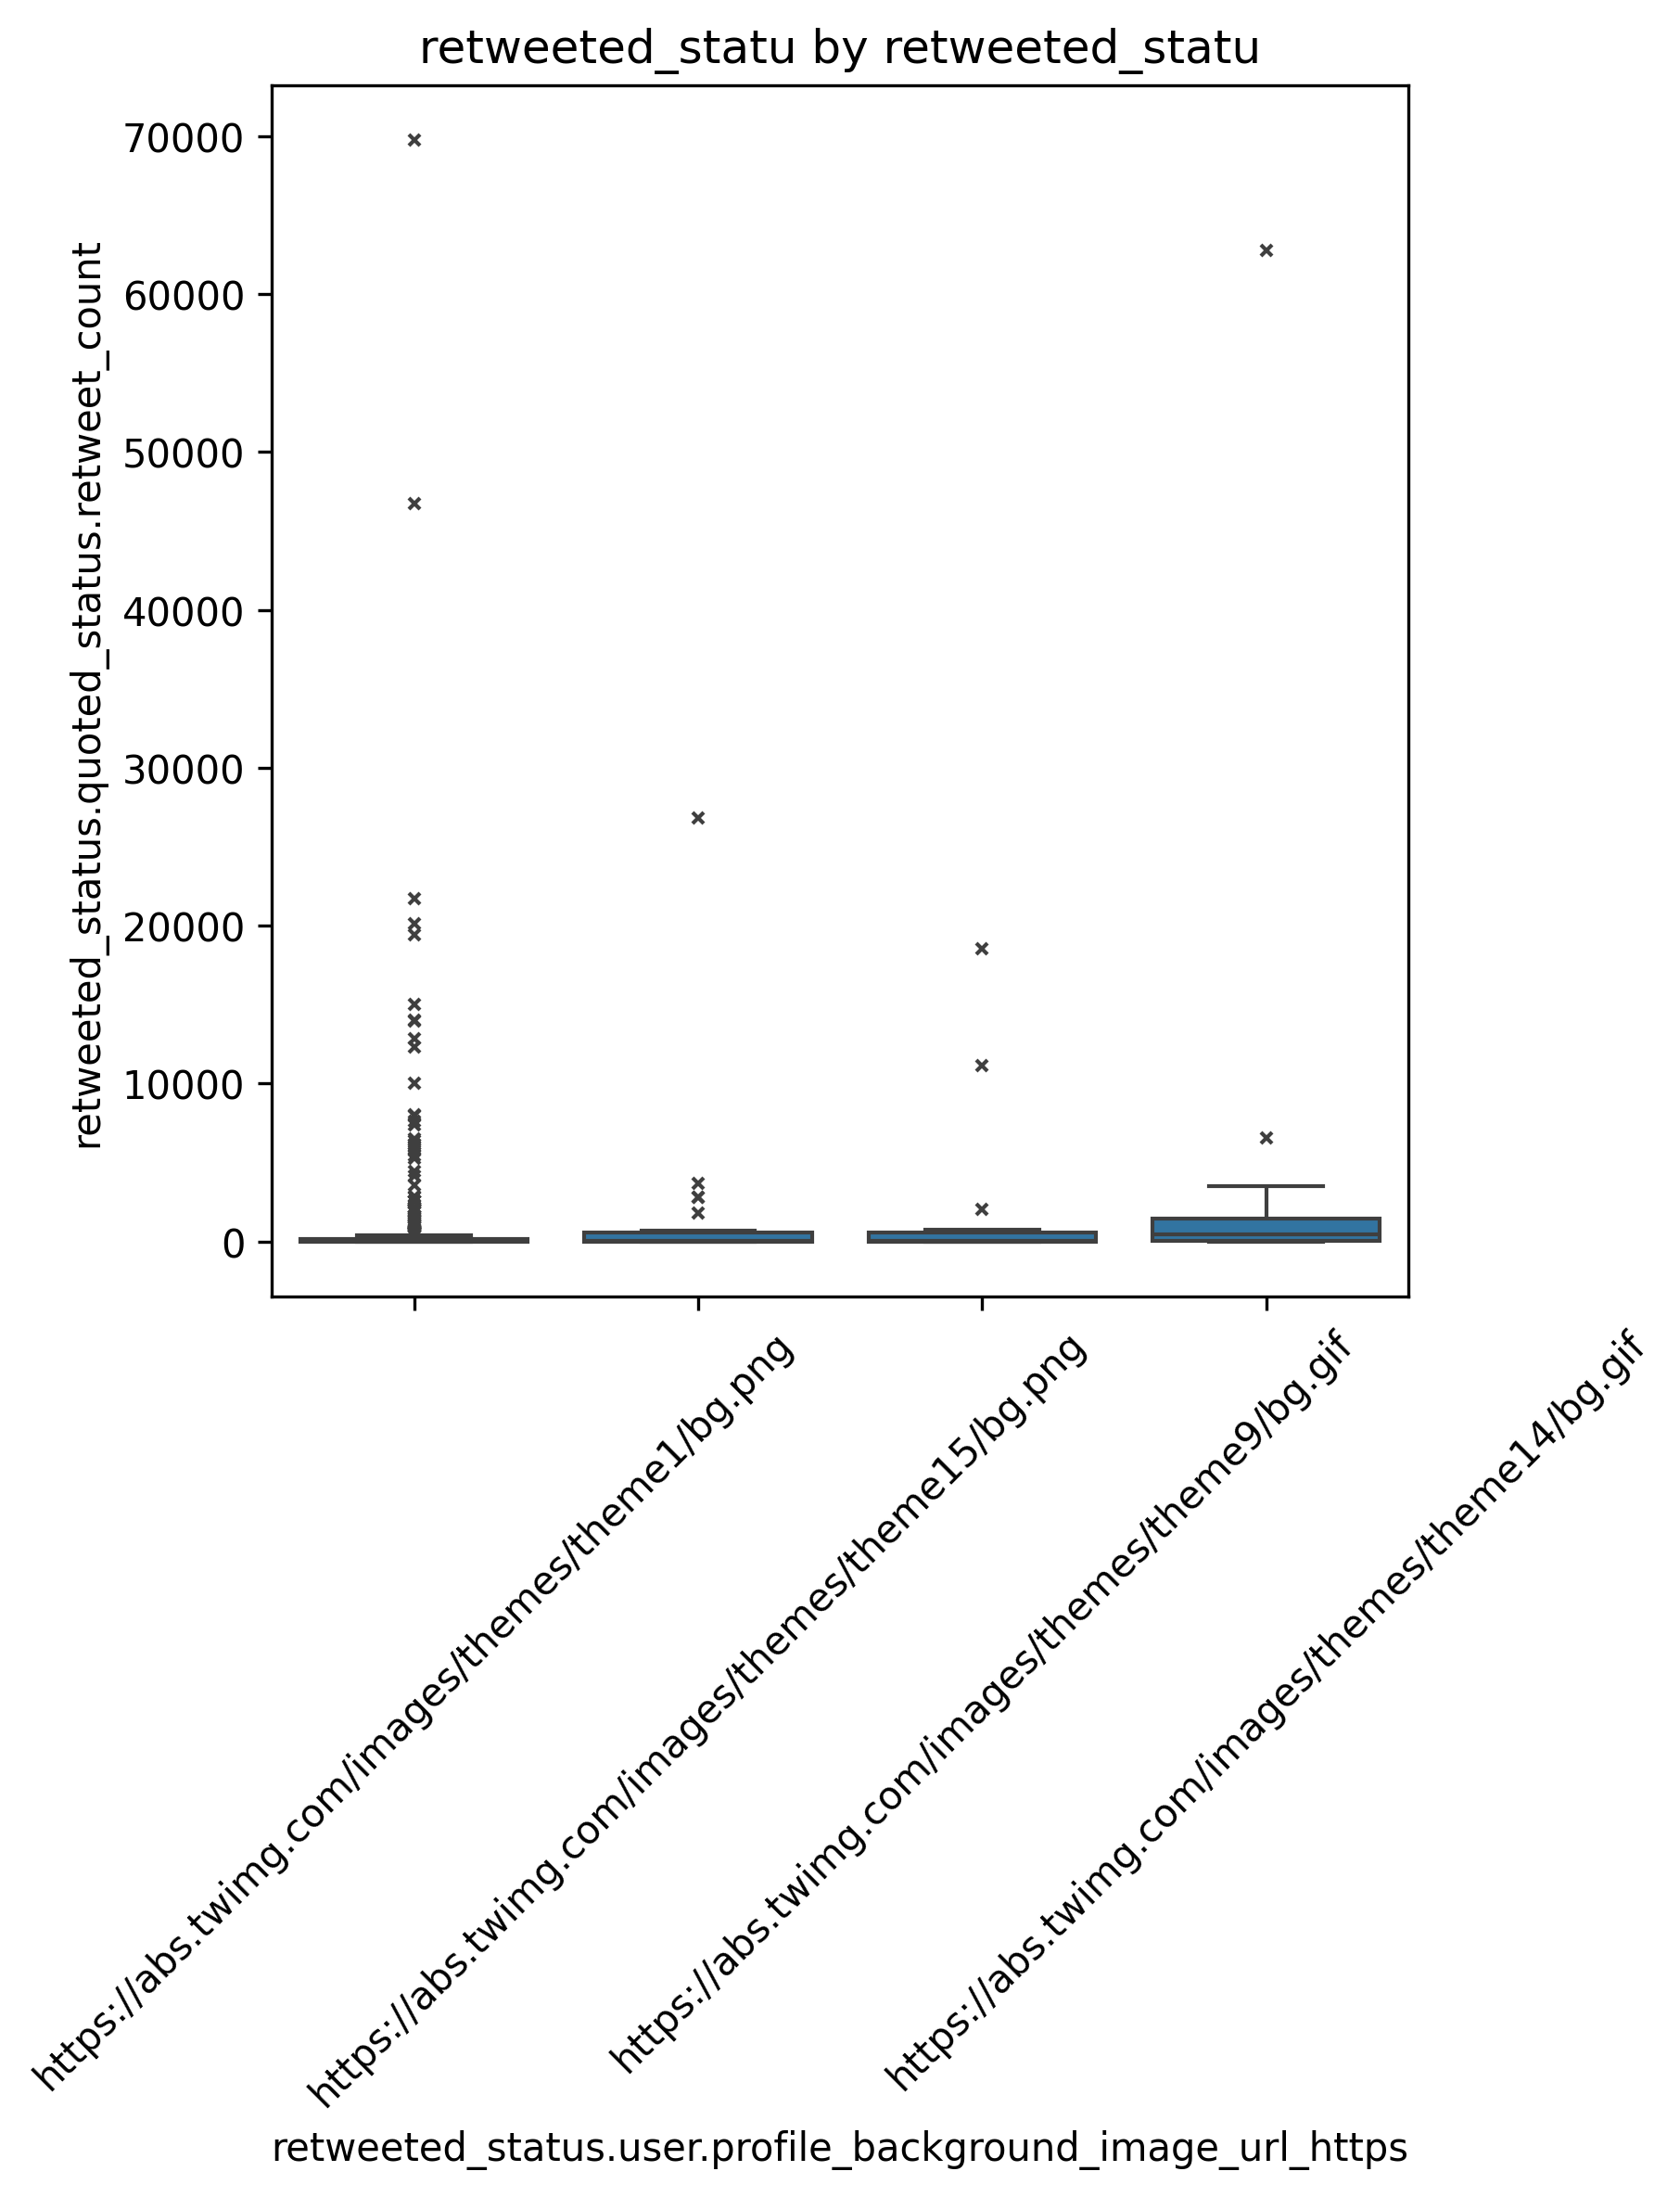 retweeted_statu by retweeted_statu
retweeted_status.quoted_status.retweet_count
70000
60000
50000
40000
30000
20000
10000
0
https://abs.twimg.com/images/themes/theme1/bg.png
https://abs.twimg.com/images/themes/theme15/bg.png
https://abs.twimg.com/images/themes/theme9/bg.gif
https://abs.twimg.com/images/themes/theme14/bg.gif
retweeted_status.user.profile_background_image_url_https